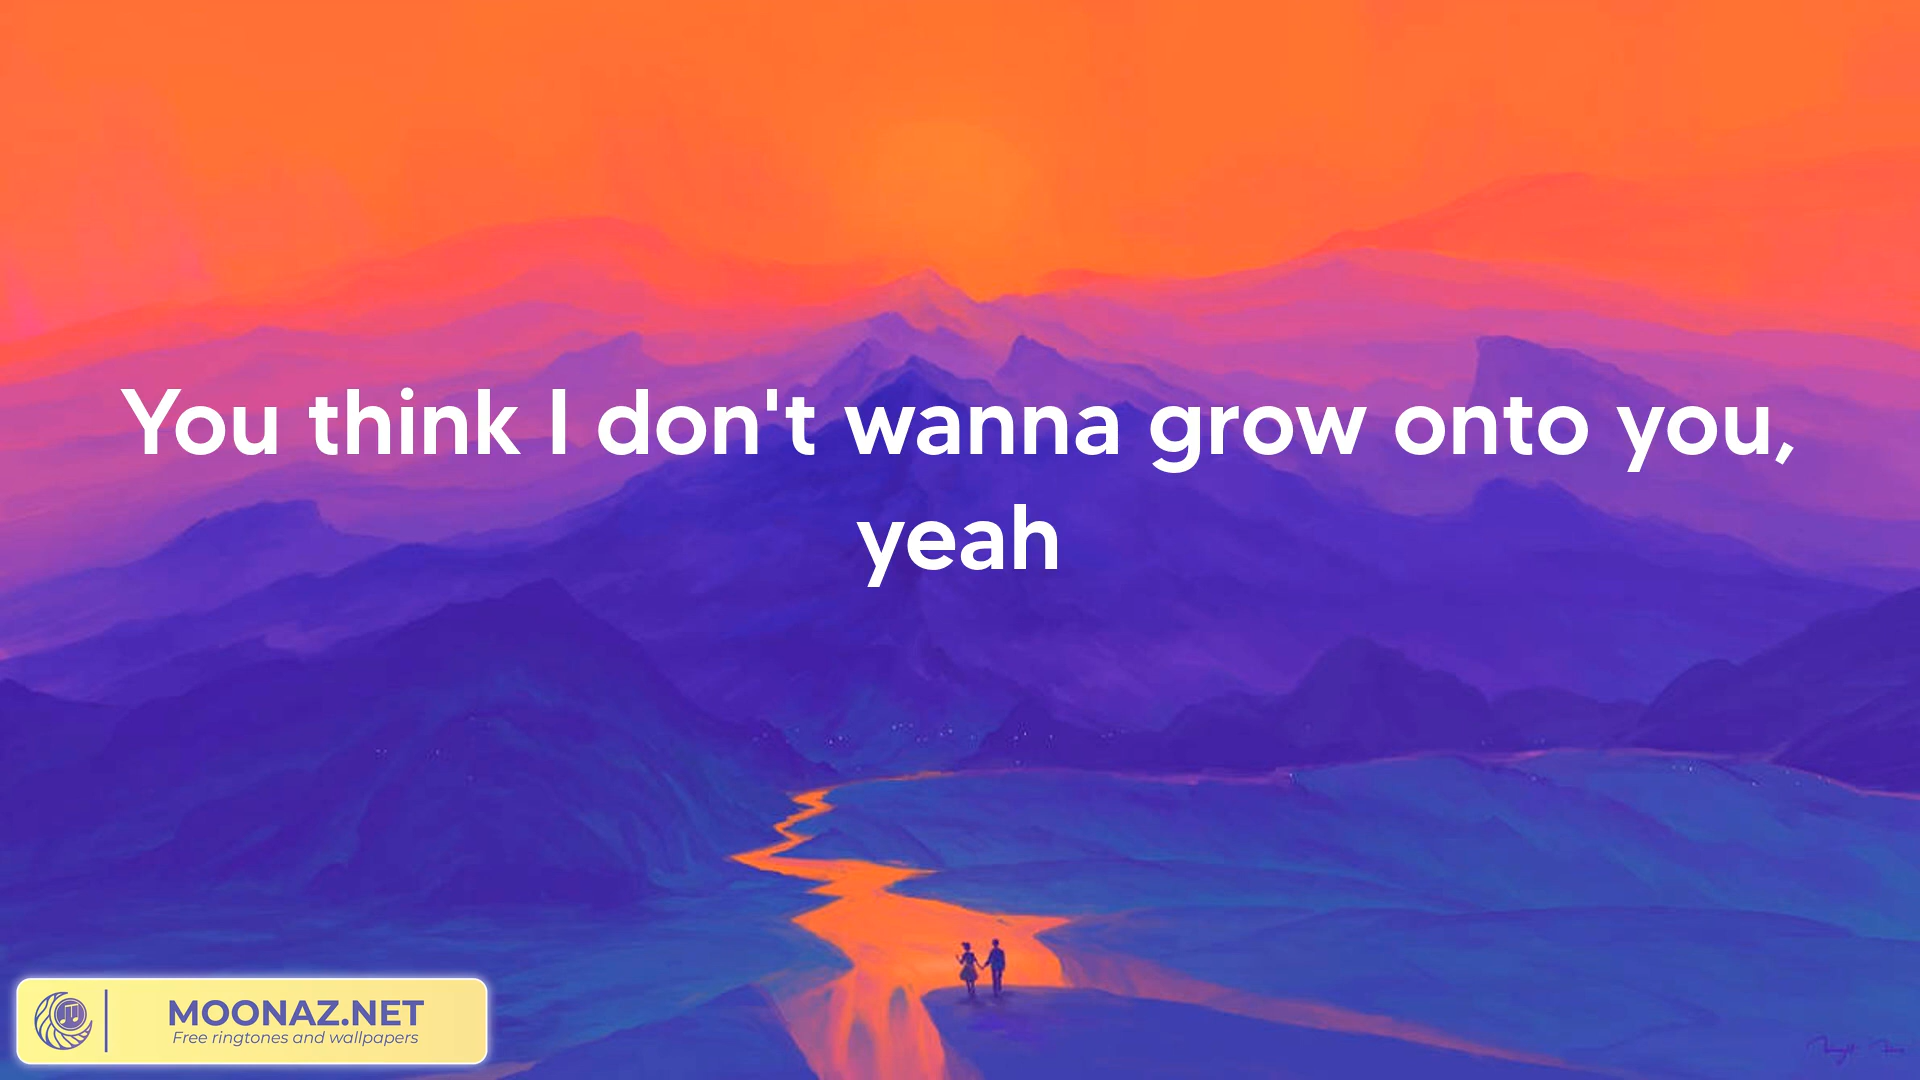 You think I don't wanna grow onto you,
yeah
MOONAZ.NET
Free ringtones and wallpapers